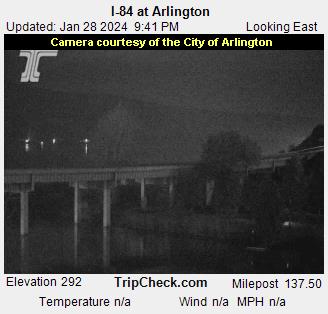 I-84 at Arlington
Updated: Jan 28 2024 9:41 PM Looking East
Camera courtesy of the City of Arlington
Elevation 292 TripCheck.com Milepost 137.50
Temperature n/a Wind n/a MPH n/a